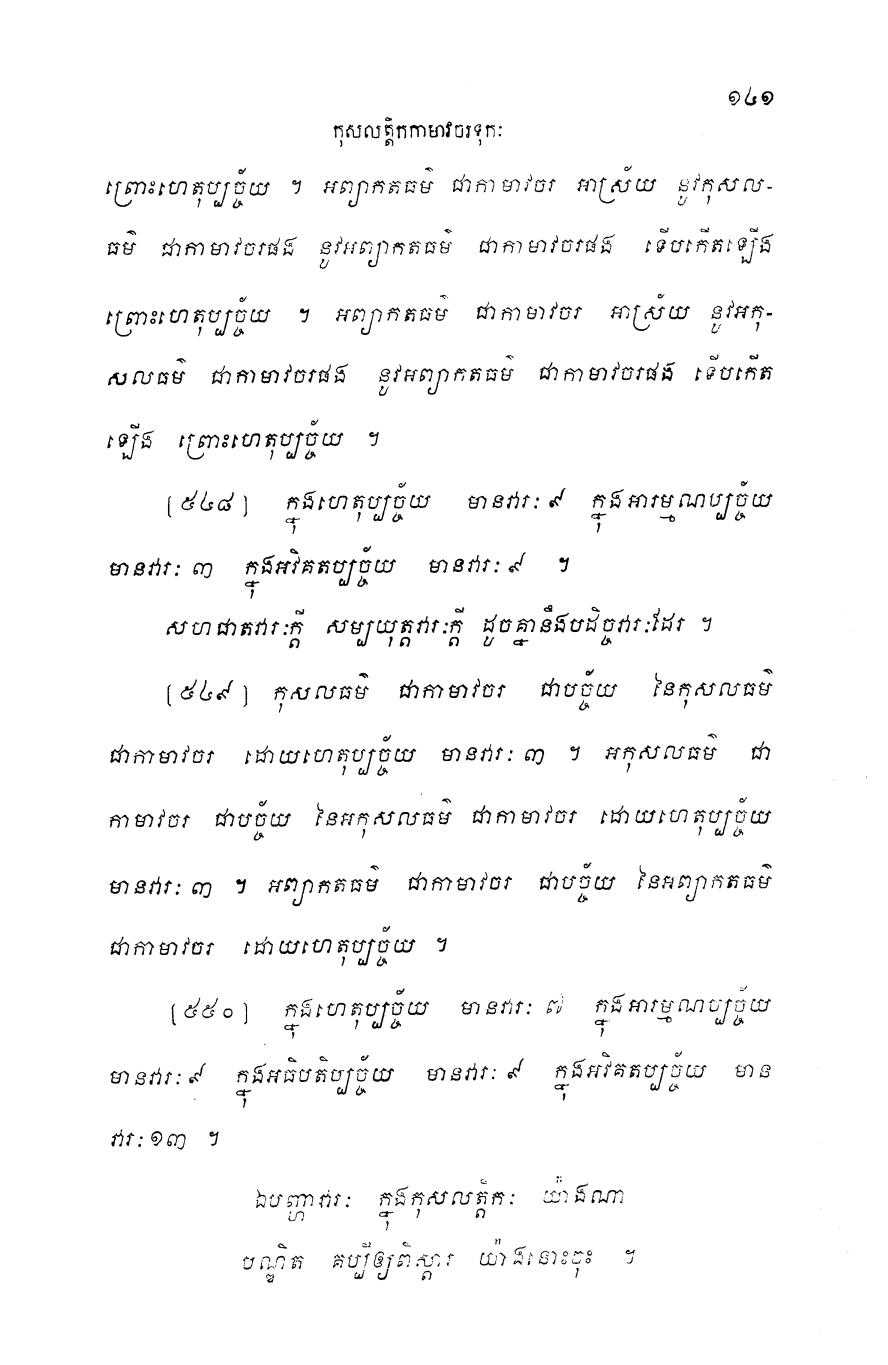 ១៤១
កុសលត្តិកកាមាវចរទុកៈ
ព្រោះហេតុប្បច្ច័យ ។ អព្យាកតធម៌ ជាកាមាវចរ អាស្រ័យ នូវកុសល-
ធម៌ ជាកាមាវចរផង នូវអព្យាកតធម៌ ជាកាមាវចរផង ទើបកើតឡើង
ព្រោះហេតុប្បច្ច័យ ។ អព្យាកតធម៌ ជាកាមាវចរ អាស្រ័យ នូវអកុ-
សលធម៌ ជាកាមាវចរផង នូវអព្យាកតធម៌ ជាកាមាវចរផង ទើបកើត
ឡើង ព្រោះហេតុប្បច្ច័យ ។
[៥៤៨] ក្នុងហេតុប្បច្ច័យ មានវារៈ ៩ ក្នុងអារម្មណប្បច្ច័យ
មានវារៈ ៣ ក្នុងអវិគតប្បច្ច័យ មានវារៈ ៩ ។
សហជាតវារៈក្តី សម្បយុត្តវារៈក្តី ដូចគ្នានឹងបដិច្ចវារៈដែរ ។
[៥៤៩] កុសលធម៌ ជាកាមាវចរ ជាបច្ច័យ នៃកុសលធម៌
ជាកាមាវចរ ដោយហេតុប្បច្ច័យ មានវារៈ ៣ ។ អកុសលធម៌ ជា
កាមាវចរ ជាបច្ច័យ នៃអកុសលធម៌ ជាកាមាវចរ ដោយហេតុប្បច្ច័យ
មានវារៈ ៣ ។ អព្យាកតធម៌ ជាកាមាវចរ ជាបច្ច័យ នៃអព្យាកតធម៌
ជាកាមាវចរ ដោយហេតុប្បច្ច័យ ។
[៥៥០] ក្នុងហេតុប្បច្ច័យ មានវារៈ ៧ ក្នុងអារម្មណប្បច្ច័យ
មានវារៈ ៩ ក្នុងអធិបតិប្បច្ច័យ មានវារៈ ៩ ក្នុងអវិគតប្បច្ច័យ មាន
វារៈ ១៣ ។
ឯបញ្ហាវារៈ ក្នុងកុសលត្តិកៈ យ៉ាងណា
បណ្ឌិត គប្បីឲ្យពិស្តារ យ៉ាងនោះចុះ ។